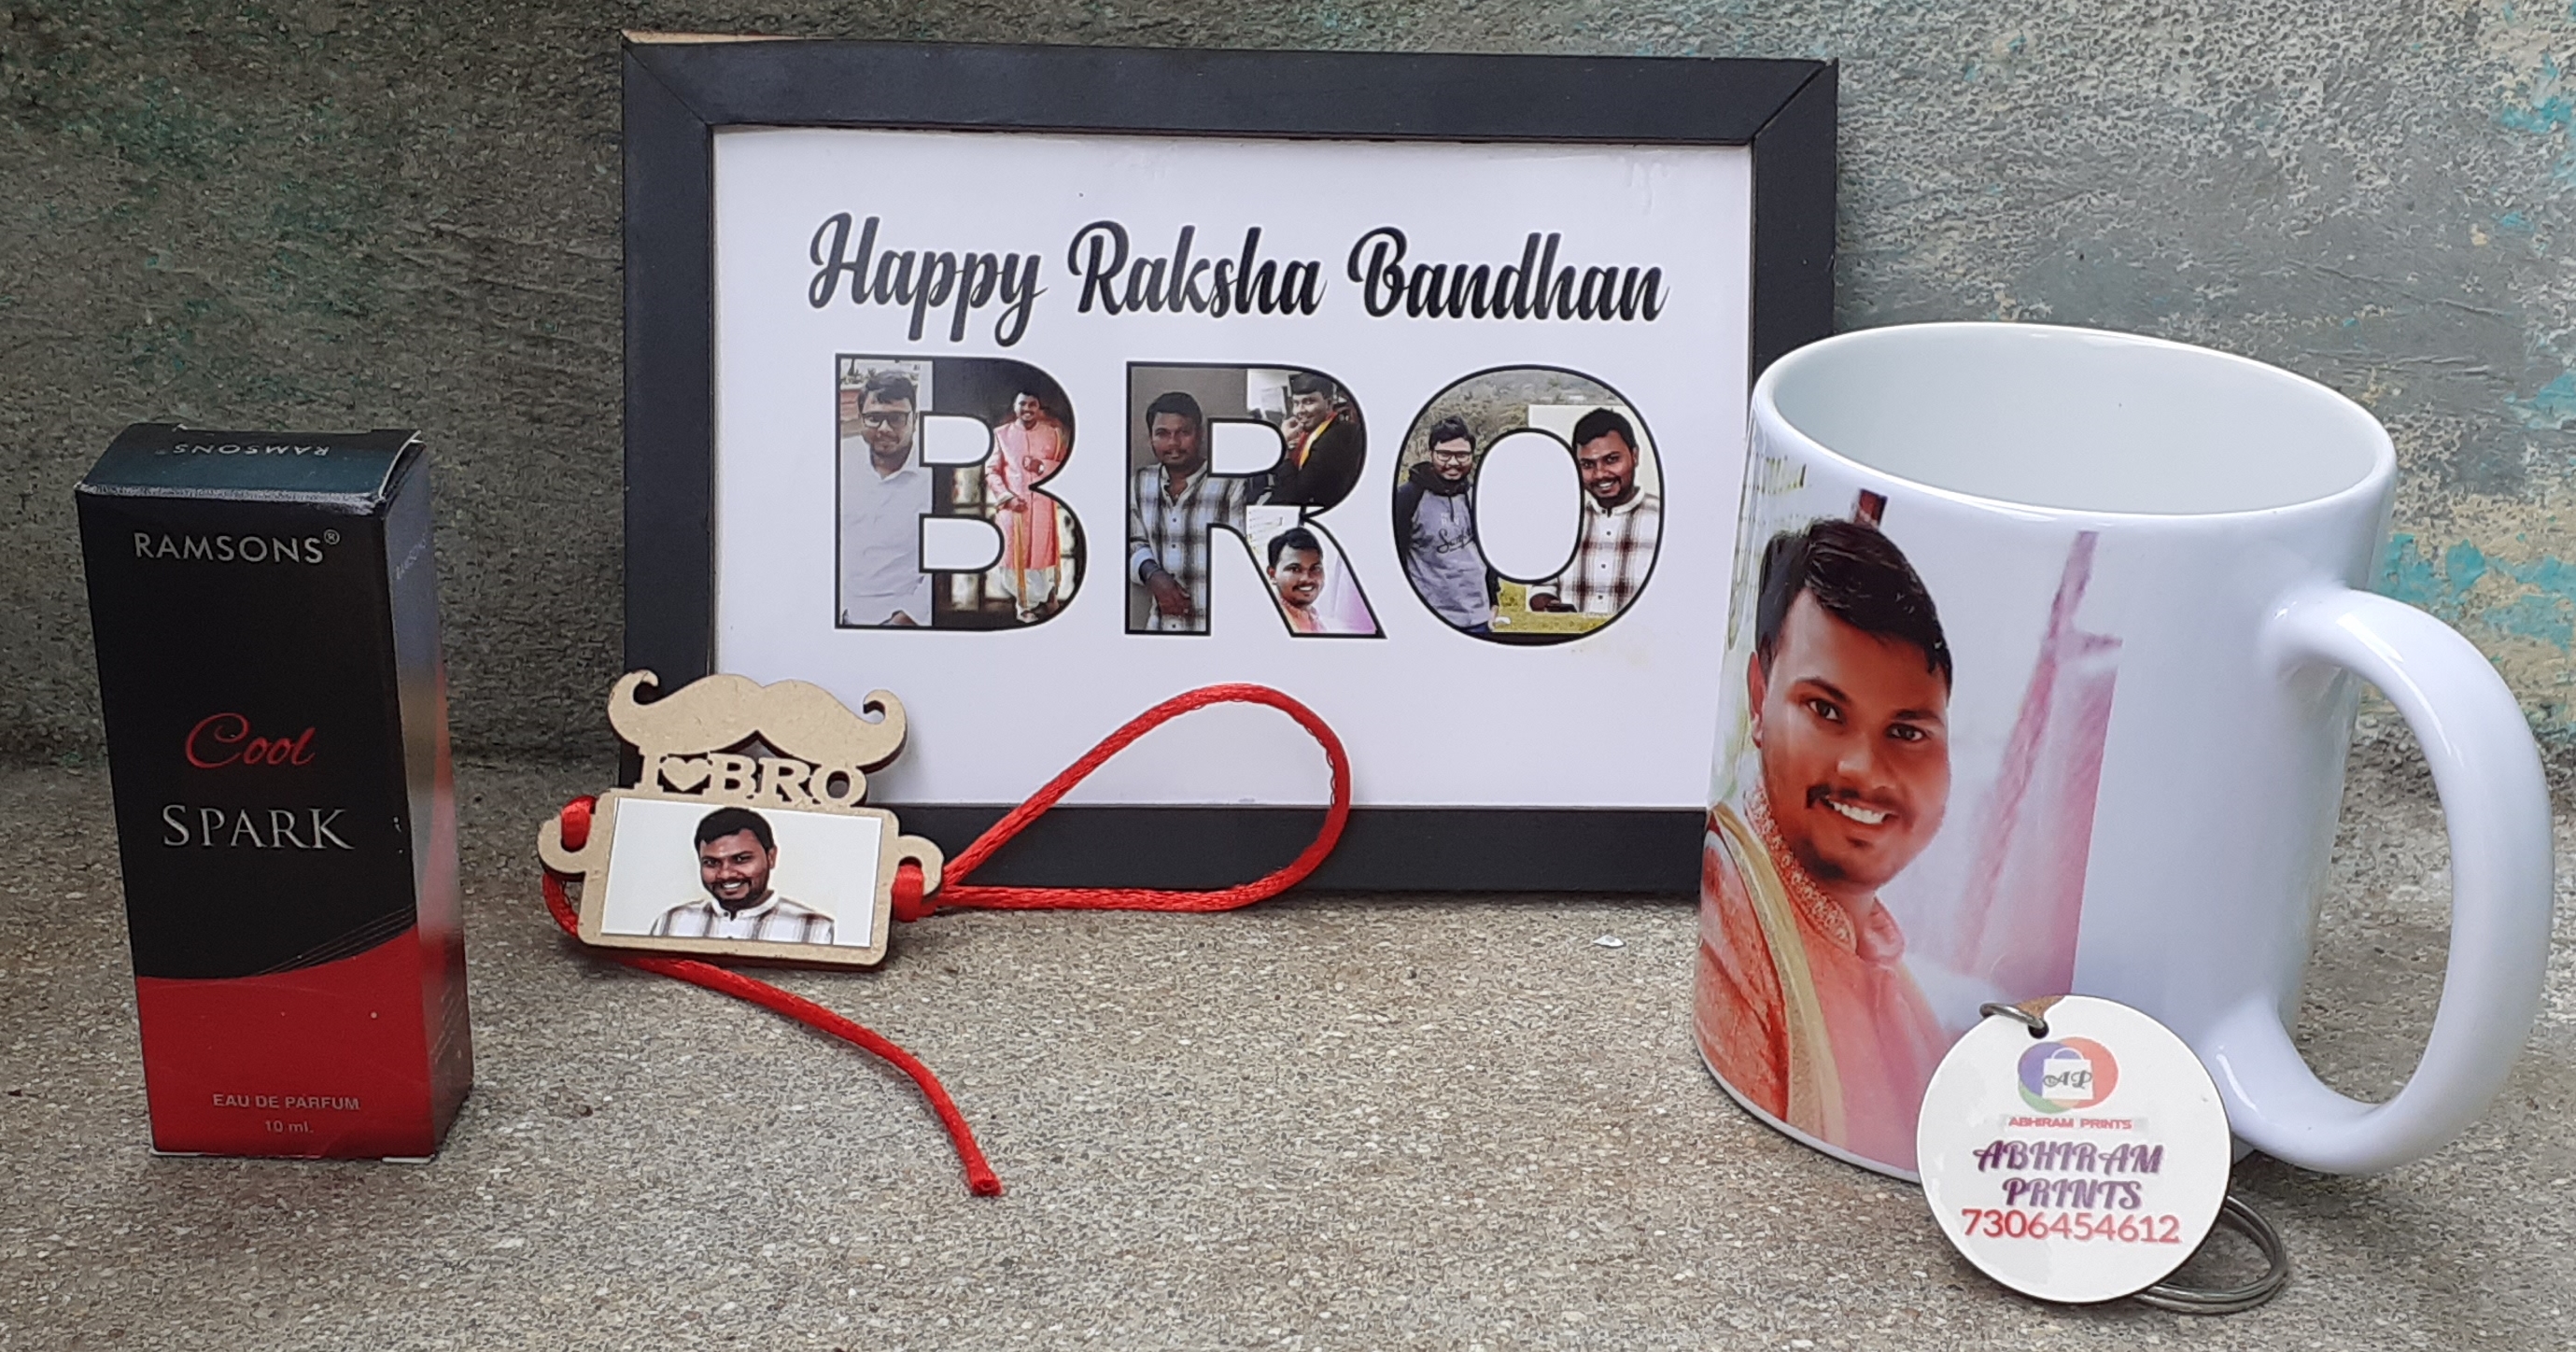 RAMSONS
RAMSONS®
Cool
SPARK
EAU DE PARFUM
10 ml.
Happy Raksha Bandhan
BRO
I ♥ BRO
AP
ABHIRAM PRINTS
ABHIRAM
PRINTS
7306454612